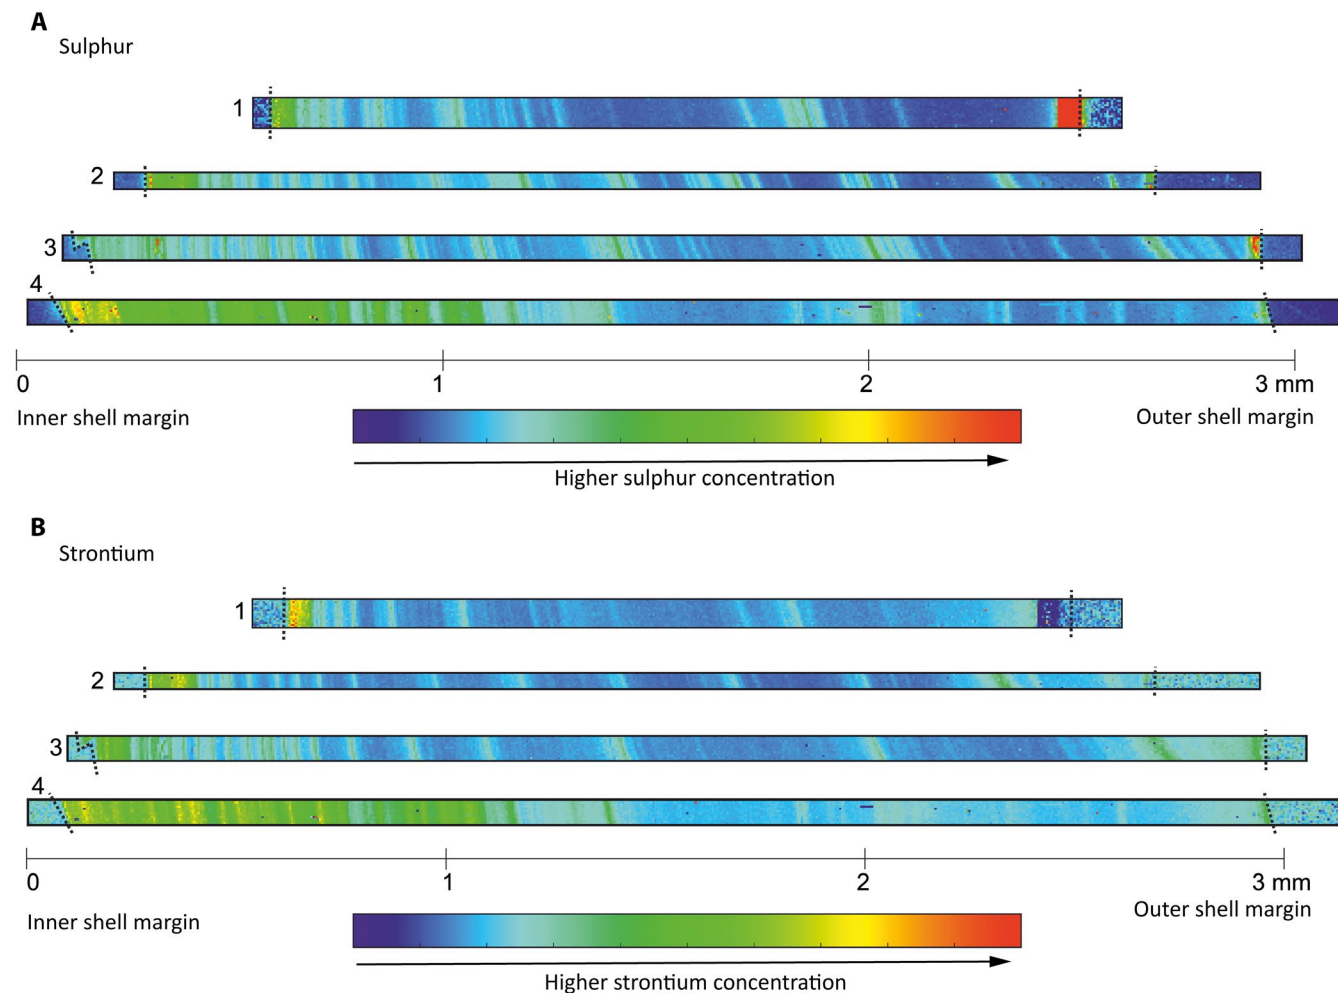 A
Sulphur
1
2
3
4
0 1 2 3 mm
Inner shell margin Outer shell margin
Higher sulphur concentration
B
Strontium
1
2
3
4
0 1 2 3 mm
Inner shell margin Outer shell margin
Higher strontium concentration